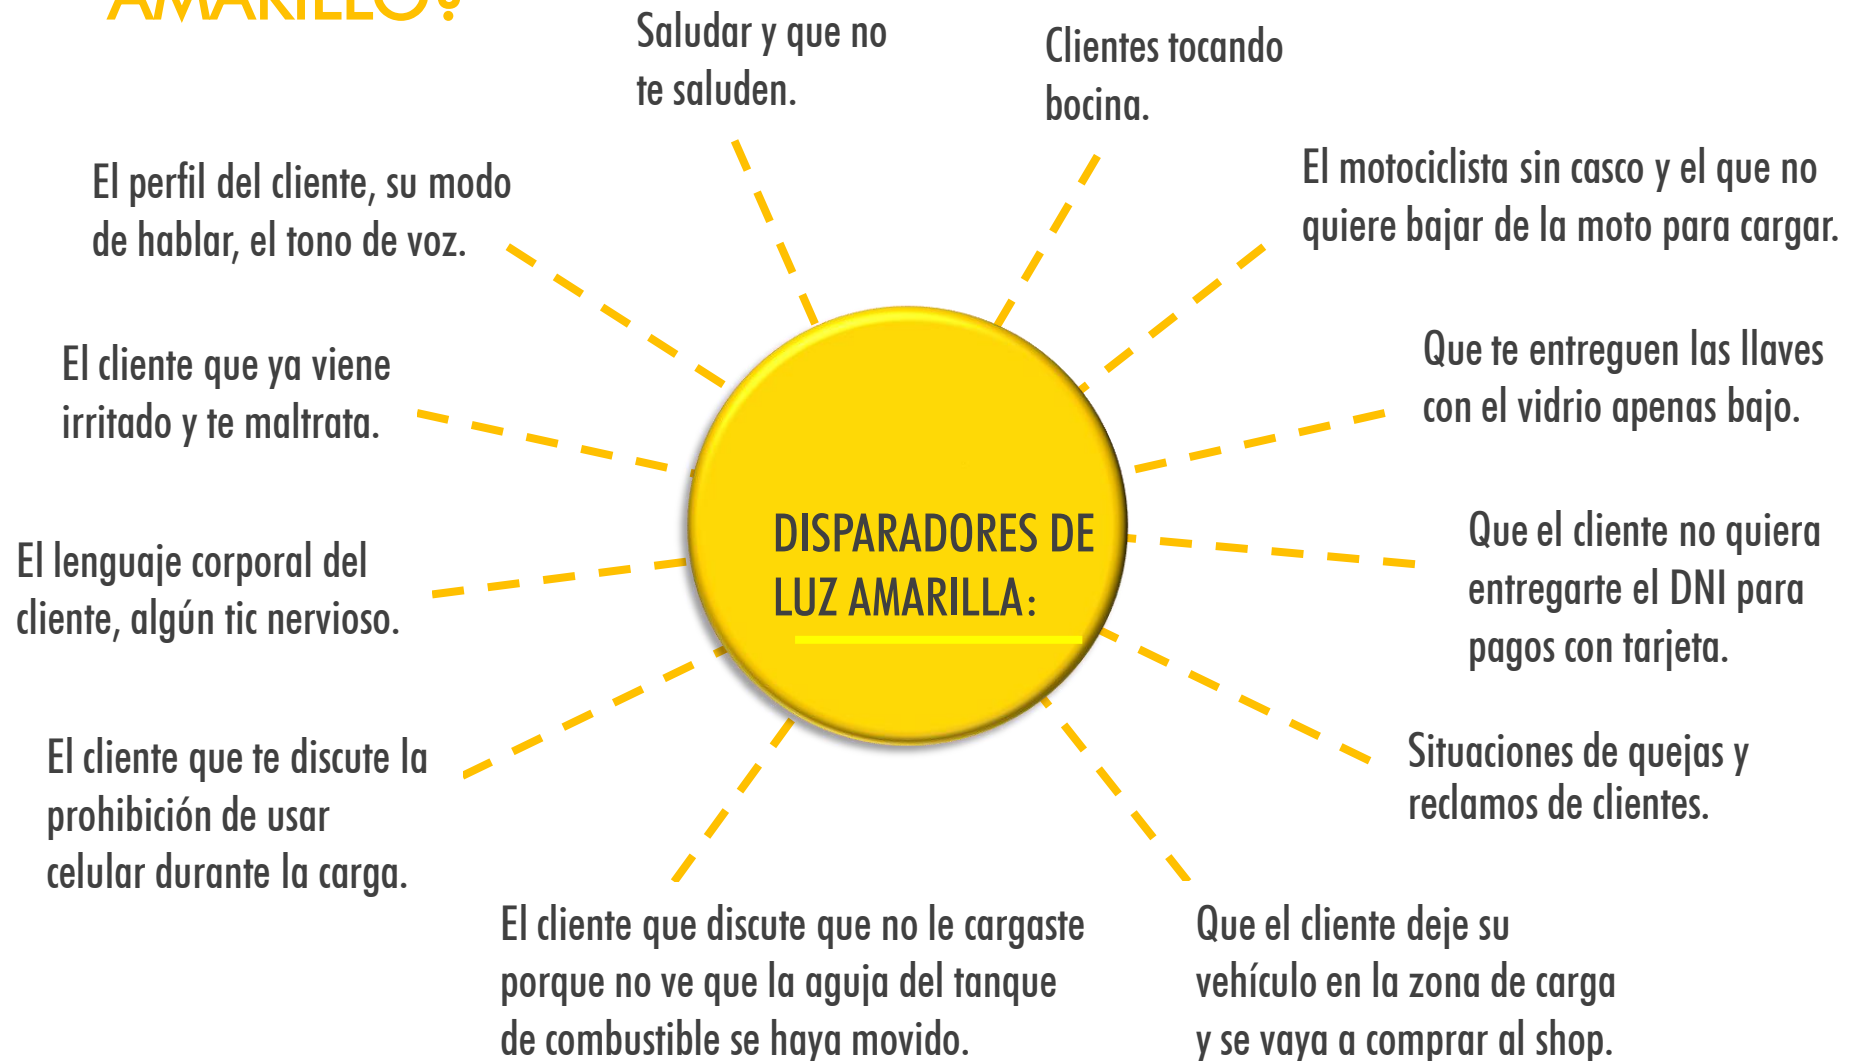 AMARILLO?
Saludar y que no
te saluden.
Clientes tocando
bocina.
El motociclista sin casco y el que no
quiere bajar de la moto para cargar.
El perfil del cliente, su modo
de hablar, el tono de voz.
Que te entreguen las llaves
con el vidrio apenas bajo.
El cliente que ya viene
irritado y te maltrata.
DISPARADORES DE
LUZ AMARILLA:
Que el cliente no quiera
entregarte el DNI para
pagos con tarjeta.
El lenguaje corporal del
cliente, algún tic nervioso.
Situaciones de quejas y
reclamos de clientes.
El cliente que te discute la
prohibición de usar
celular durante la carga.
El cliente que discute que no le cargaste
porque no ve que la aguja del tanque
de combustible se haya movido.
Que el cliente deje su
vehículo en la zona de carga
y se vaya a comprar al shop.